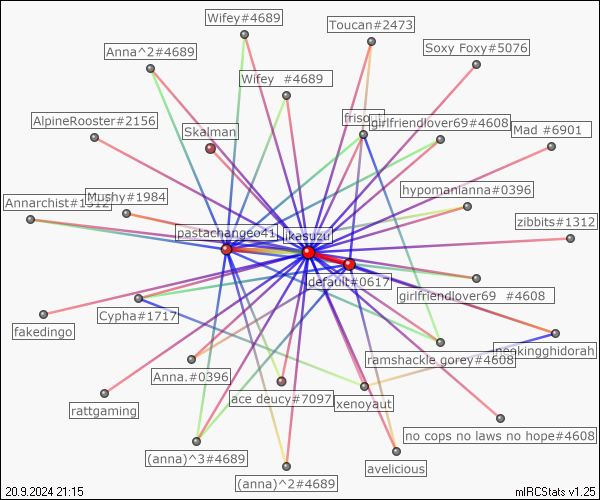 Wifey#4689
Toucan#2473
Anna^2#4689
Soxy Foxy#5076
Wifey #4689
AlpineRooster#2156
friso
girlfriendlover69#4608
Skalman
Mad #6901
hypomanianna#0396
Annarchist#1312
Mushy#1984
zibbits#1312
pastachangeo41
ikasuzu
default#0617
girlfriendlover69 #4608
Cypha#1717
fakedingo
neokingghidorah
ramshackle gorey#4608
Anna.#0396
ace deucy#7097
xenoyaut
rattgaming
no cops no laws no hope#4608
(anna)^3#4689
avelicious
(anna)^2#4689
20.9.2024 21:15
mIRCStats v1.25